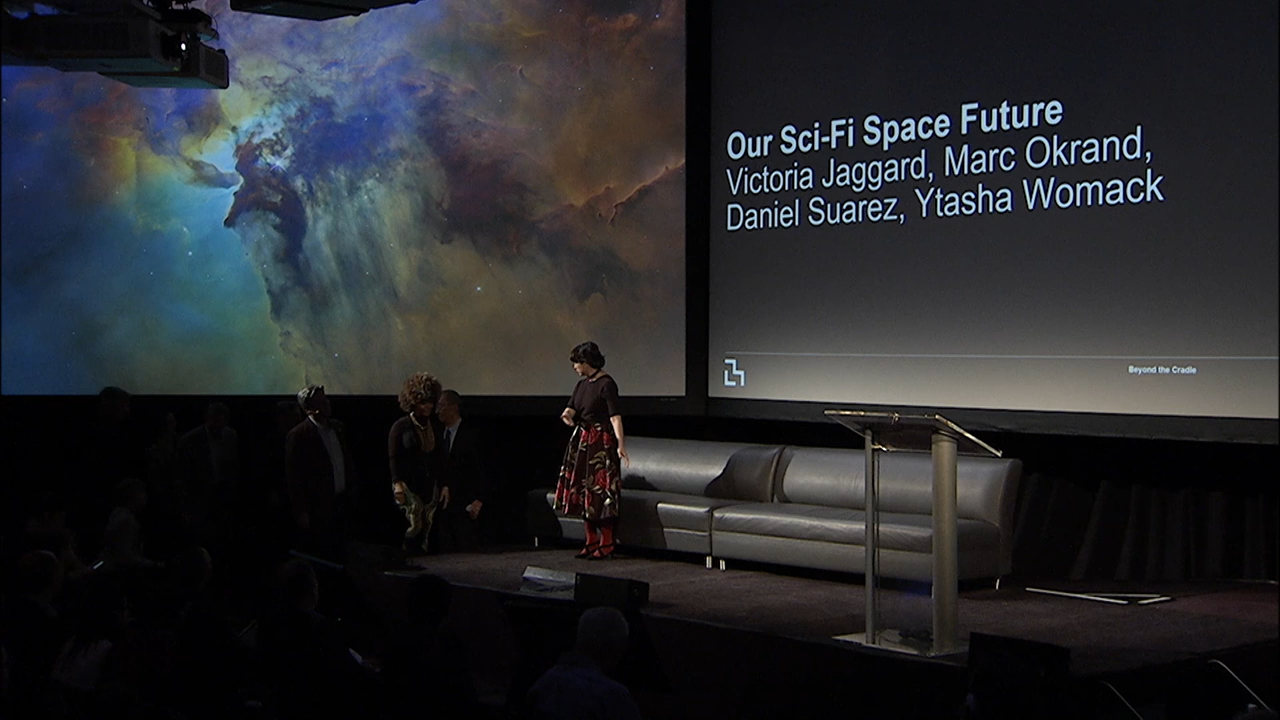 Our Sci-Fi Space Future
Victoria Jaggard, Marc Okrand,
Daniel Suarez, Ytasha Womack
Beyond the Cradle